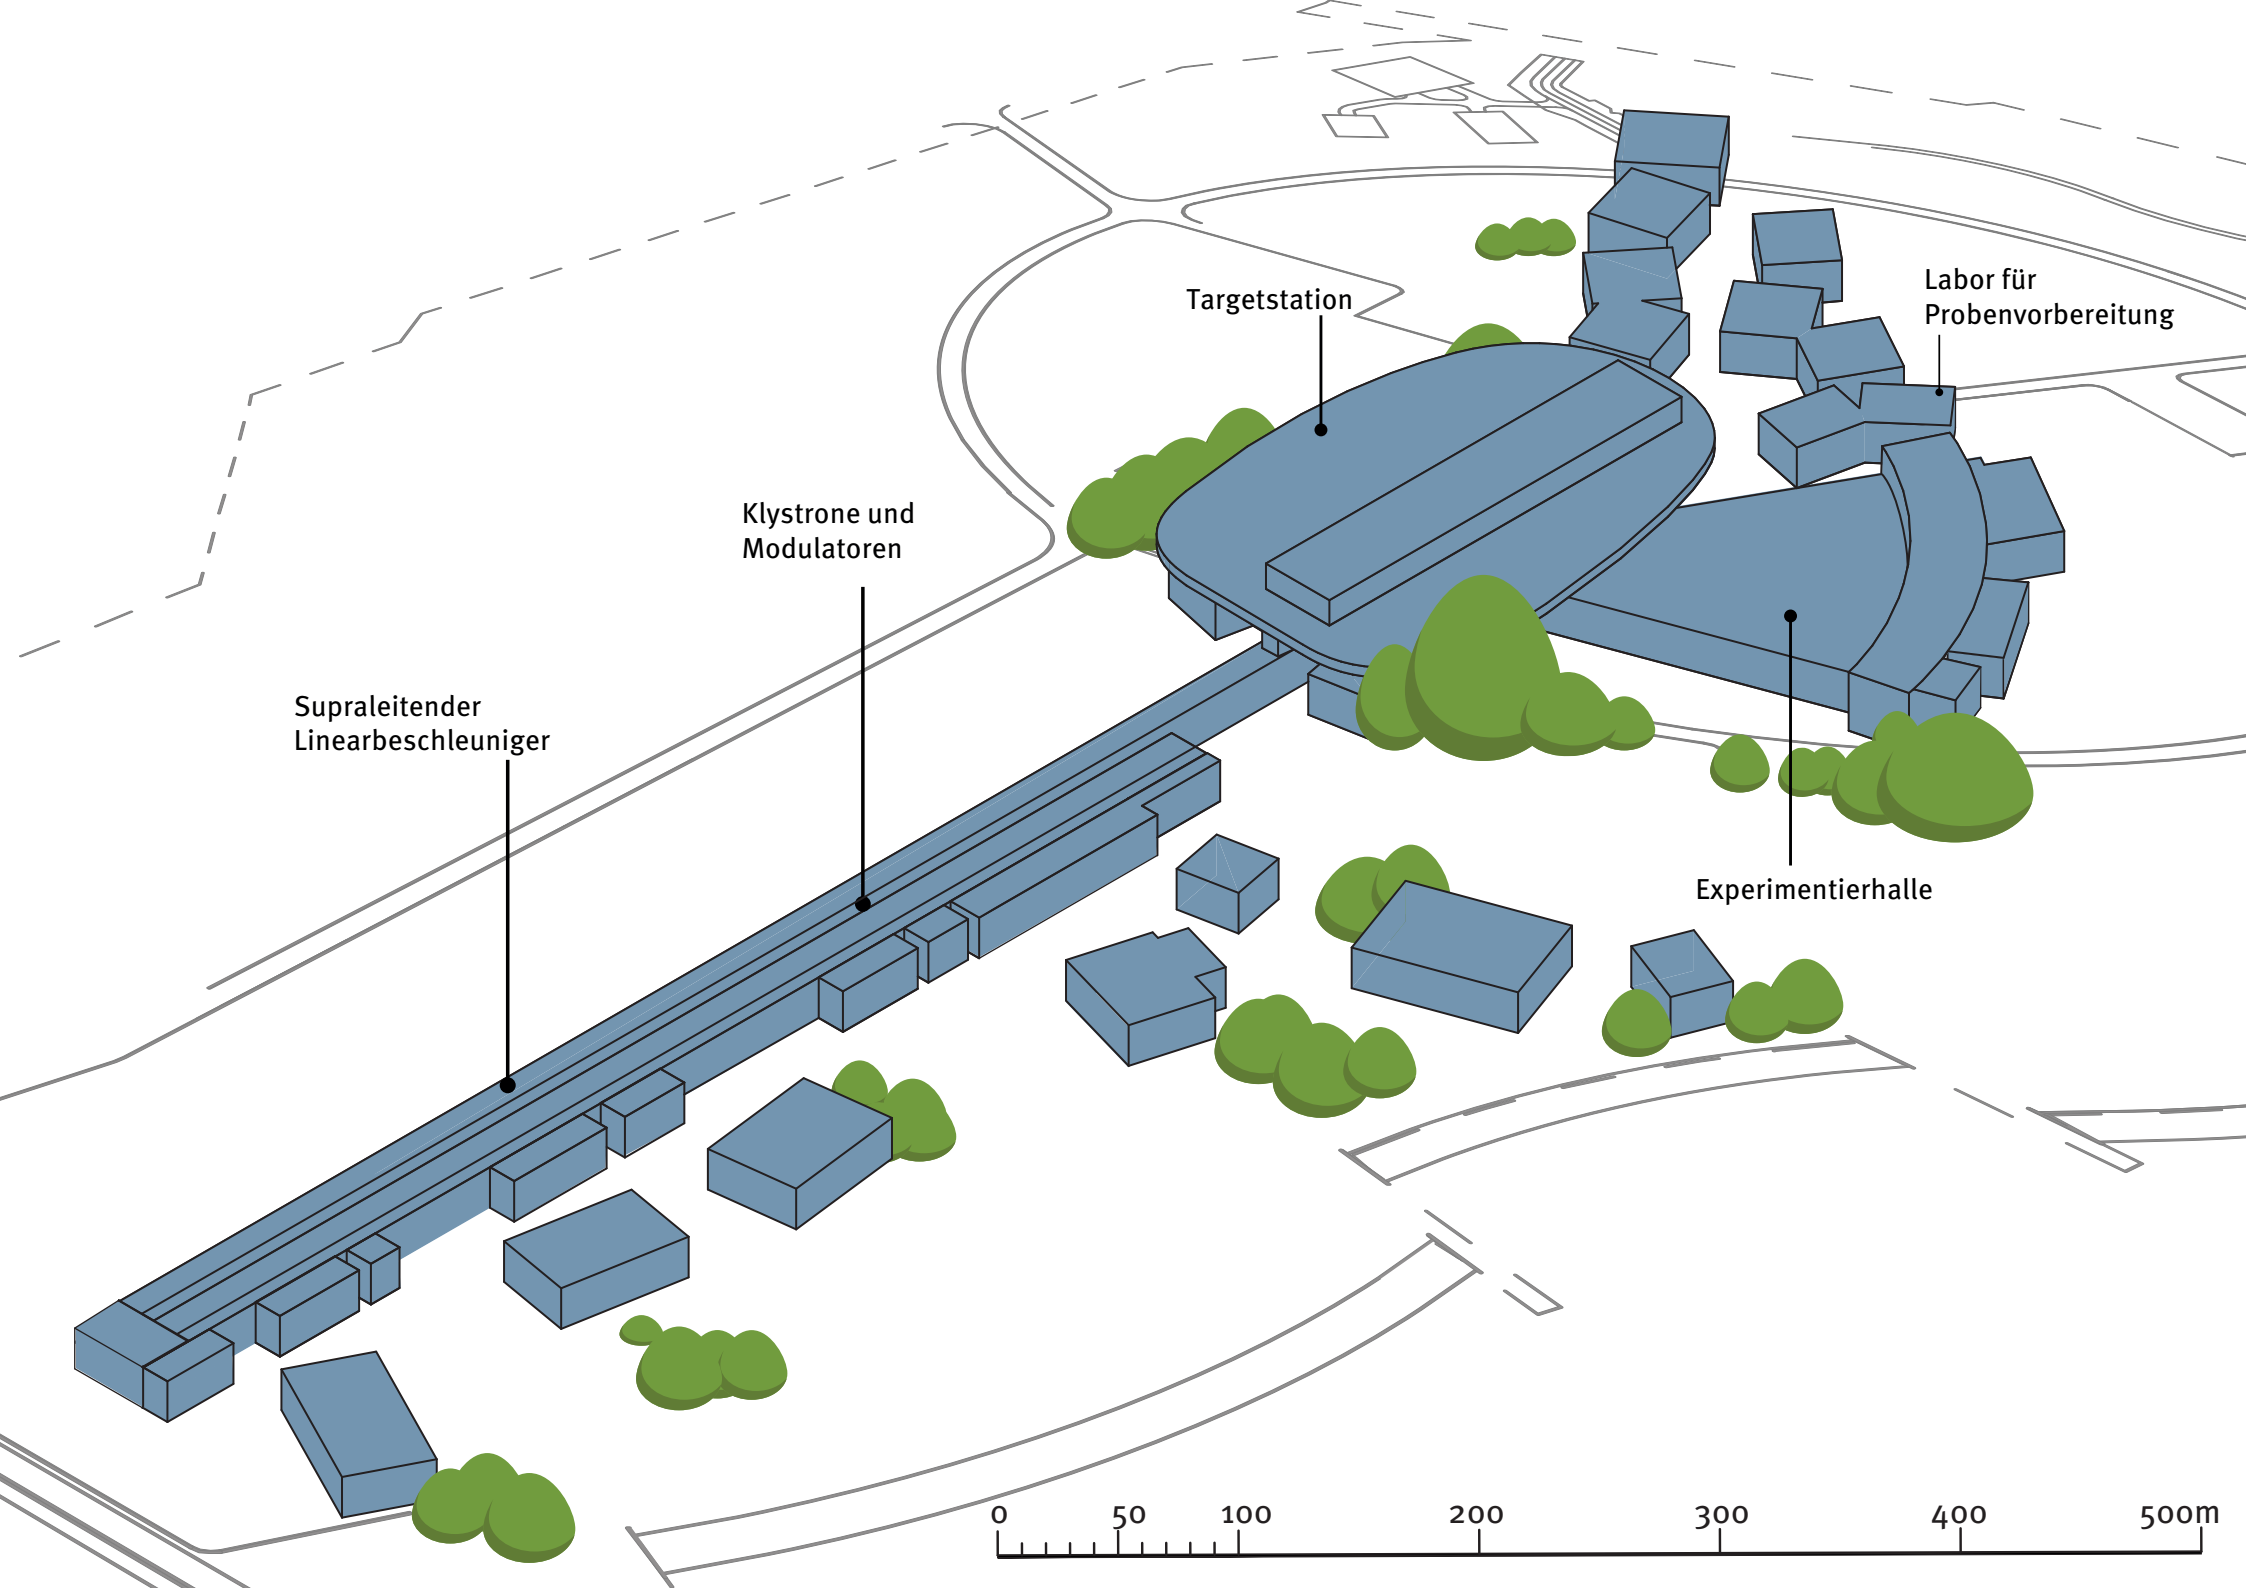 Labor für
Probenvorbereitung
Targetstation
Klystrone und
Modulatoren
Supraleitender
Linearbeschleuniger
Experimentierhalle
0 50 100 200 300 400 500m